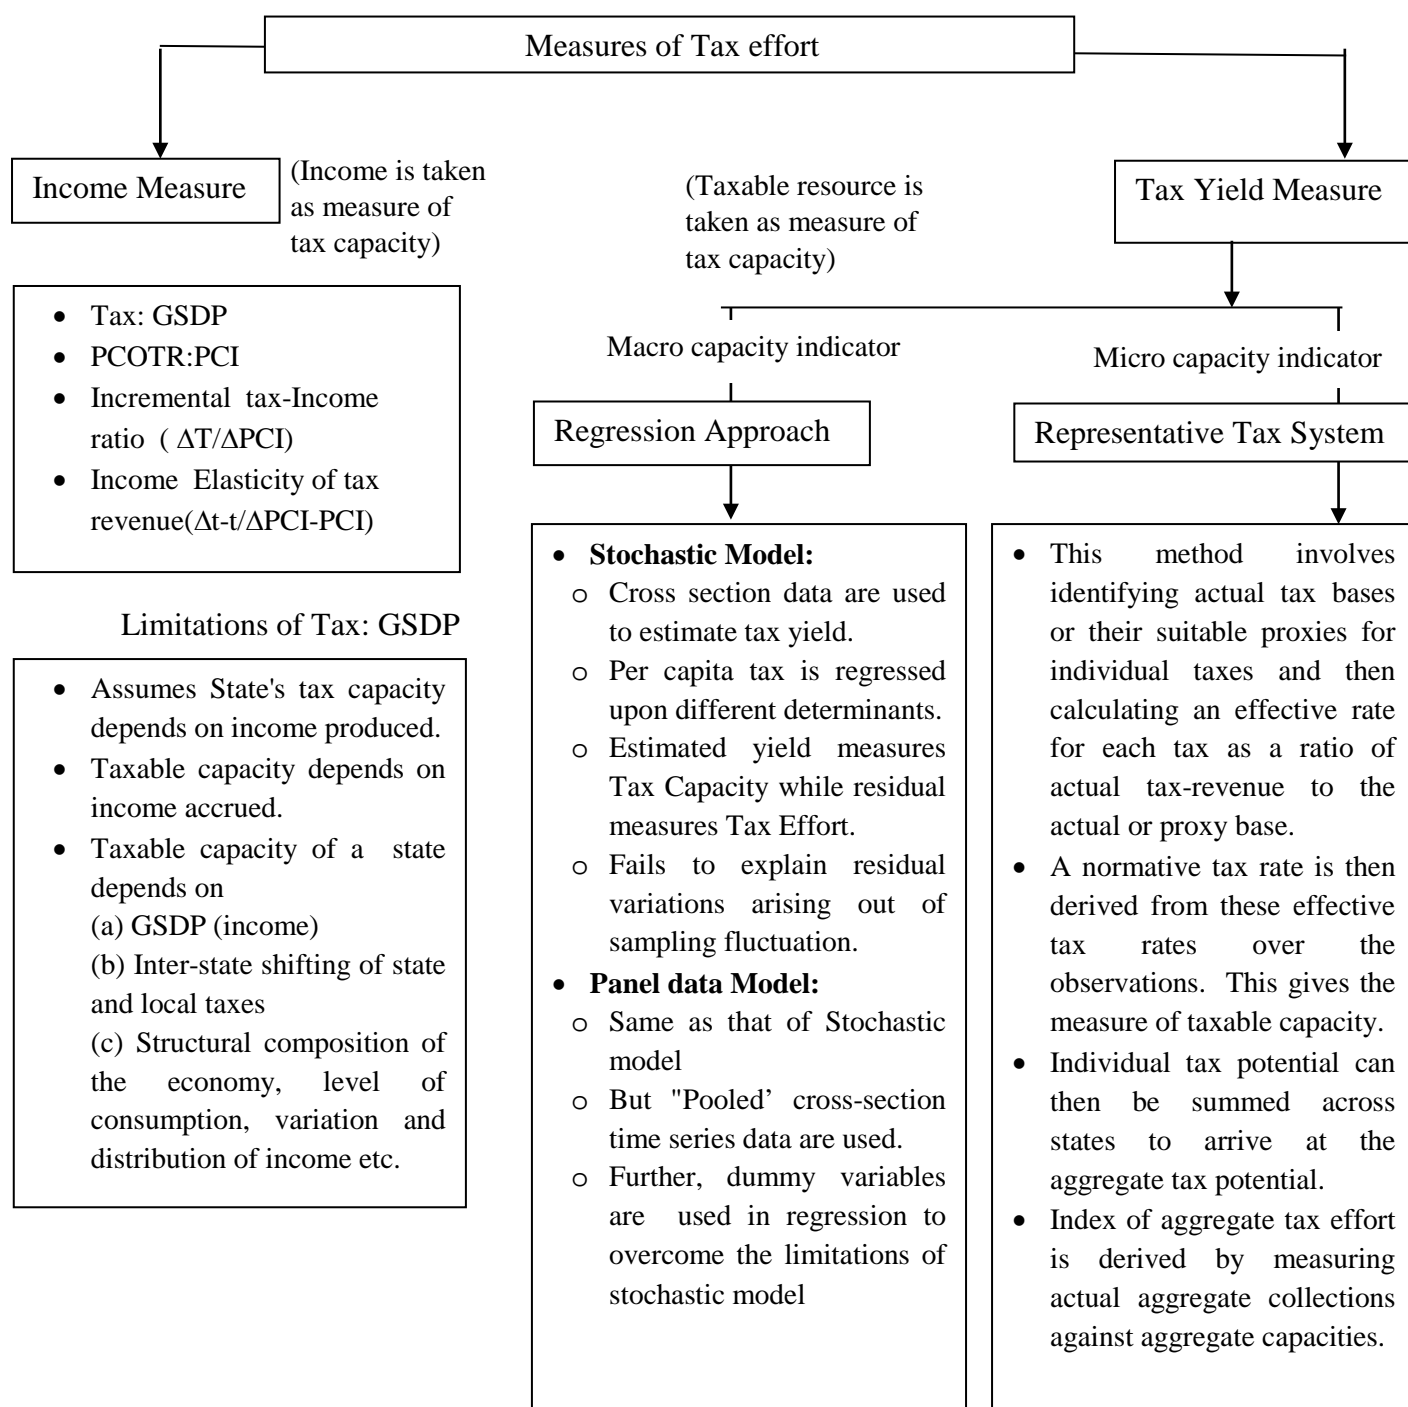 Measures of Tax effort
Income Measure
(Income is taken
as measure of
tax capacity)
(Taxable resource is
taken as measure of
tax capacity)
Tax Yield Measure
• Tax: GSDP
• PCOTR:PCI
• Incremental tax-Income
ratio ( ΔT/ΔPCI)
• Income Elasticity of tax
revenue(Δt-t/ΔPCI-PCI)
Limitations of Tax: GSDP
• Assumes State's tax capacity
depends on income produced.
• Taxable capacity depends on
income accrued.
• Taxable capacity of a state
depends on
(a) GSDP (income)
(b) Inter-state shifting of state
and local taxes
(c) Structural composition of
the economy, level of
consumption, variation and
distribution of income etc.
Macro capacity indicator
Regression Approach
• Stochastic Model:
o Cross section data are used
to estimate tax yield.
o Per capita tax is regressed
upon different determinants.
o Estimated yield measures
Tax Capacity while residual
measures Tax Effort.
o Fails to explain residual
variations arising out of
sampling fluctuation.
• Panel data Model:
o Same as that of Stochastic
model
o But "Pooled’ cross-section
time series data are used.
o Further, dummy variables
are used in regression to
overcome the limitations of
stochastic model
Micro capacity indicator
Representative Tax System
• This method involves
identifying actual tax bases
or their suitable proxies for
individual taxes and then
calculating an effective rate
for each tax as a ratio of
actual tax-revenue to the
actual or proxy base.
• A normative tax rate is then
derived from these effective
tax rates over the
observations. This gives the
measure of taxable capacity.
• Individual tax potential can
then be summed across
states to arrive at the
aggregate tax potential.
• Index of aggregate tax effort
is derived by measuring
actual aggregate collections
against aggregate capacities.